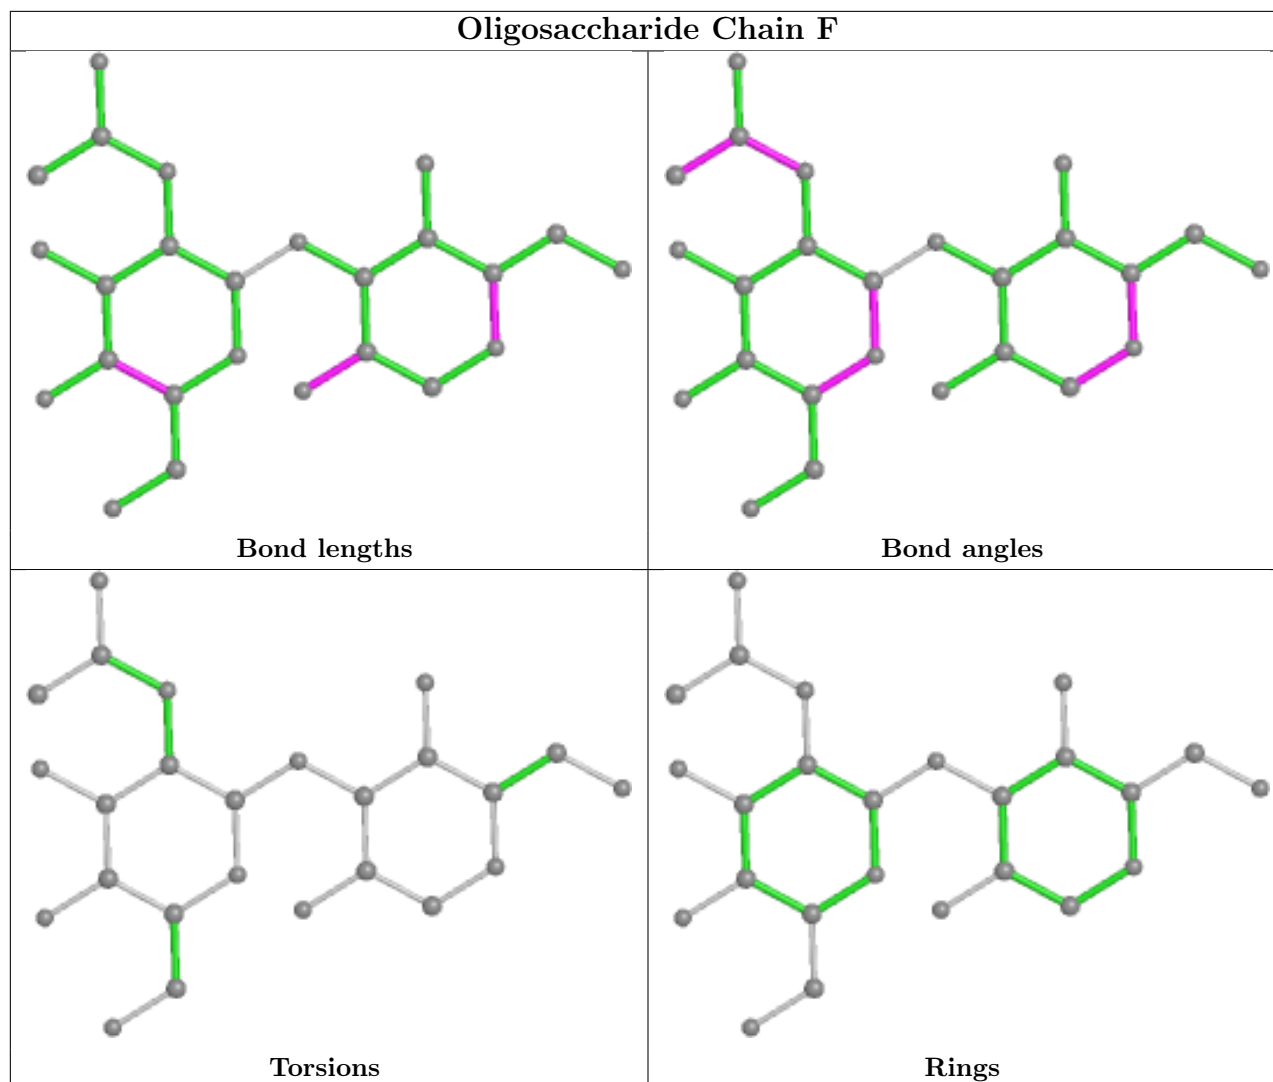 Oligosaccharide Chain F
Bond lengths
Bond angles
Torsions
Rings